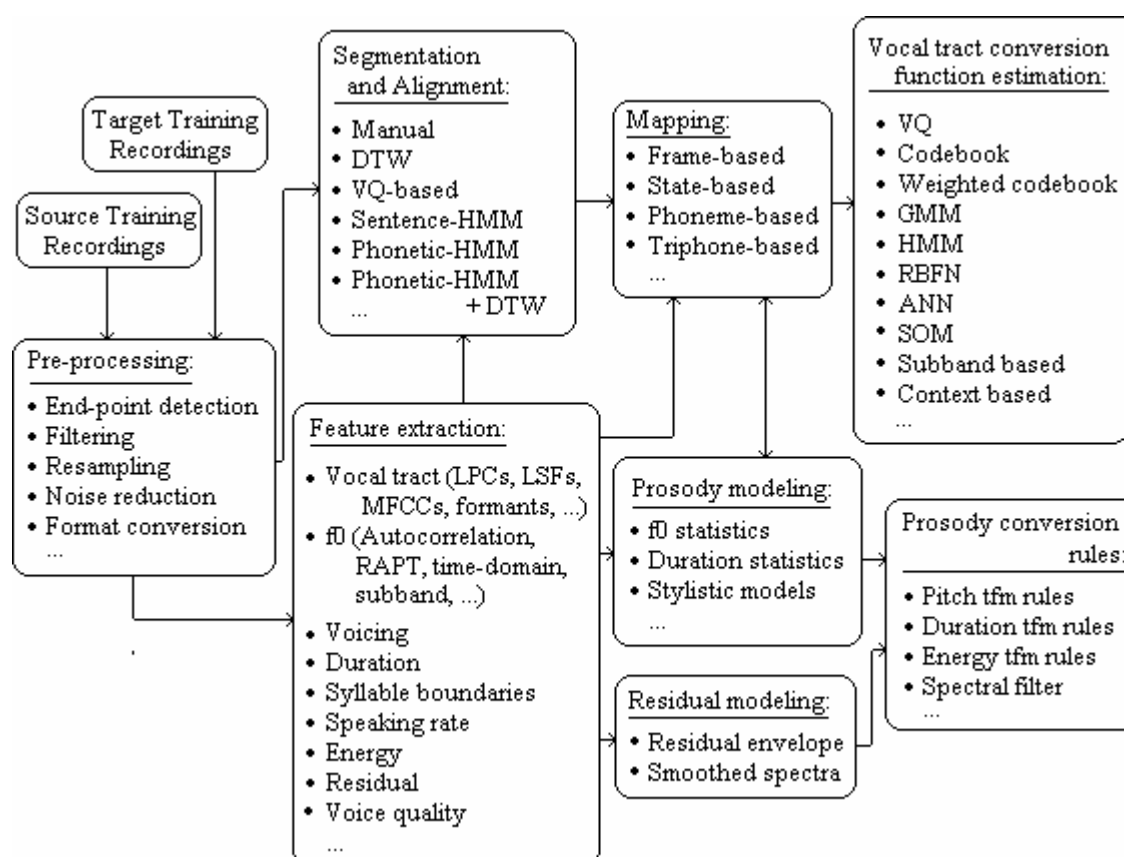 Target Training
Recordings
Source Training
Recordings
Pre-processing:
• End-point detection
• Filtering
• Resampling
• Noise reduction
• Format conversion
...
Segmentation
and Alignment:
• Manual
• DTW
• VQ-based
• Sentence-HMM
• Phonetic-HMM
• Phonetic-HMM
+ DTW
...
Feature extraction:
• Vocal tract (LPCs, LSFs,
MFCCs, formants, ...)
• f0 (Autocorrelation,
RAPT, time-domain,
subband, ...)
• Voicing
• Duration
• Syllable boundaries
• Speaking rate
• Energy
• Residual
• Voice quality
...
Mapping:
• Frame-based
• State-based
• Phoneme-based
• Triphone-based
...
Prosody modeling:
• f0 statistics
• Duration statistics
• Stylistic models
...
Residual modeling:
• Residual envelope
• Smoothed spectra
Vocal tract conversion
function estimation:
• VQ
• Codebook
• Weighted codebook
• GMM
• HMM
• RBFN
• ANN
• SOM
• Subband based
• Context based
...
Prosody conversion
rules:
• Pitch tfm rules
• Duration tfm rules
• Energy tfm rules
• Spectral filter
...